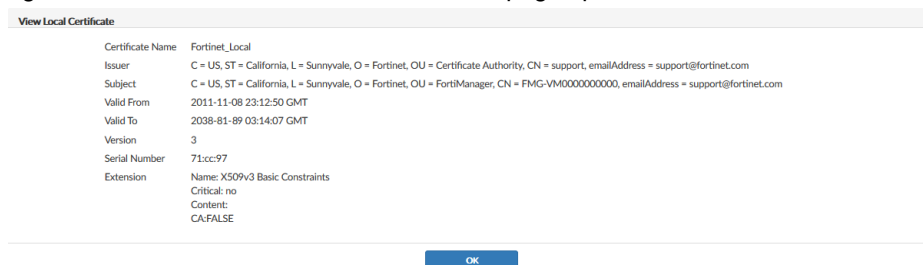 View Local Certificate
Certificate Name Fortinet_Local
Issuer C = US, ST = California, L = Sunnyvale, O = Fortinet, OU = Certificate Authority, CN = support, emailAddress = support@fortinet.com
Subject C = US, ST = California, L = Sunnyvale, O = Fortinet, OU = FortiManager, CN = FMG-VM0000000000, emailAddress = support@fortinet.com
Valid From 2011-11-08 23:12:50 GMT
Valid To 2038-81-89 03:14:07 GMT
Version 3
Serial Number 71:cc:97
Extension Name: X509v3 Basic Constraints
Critical: no
Content:
CA:FALSE
OK